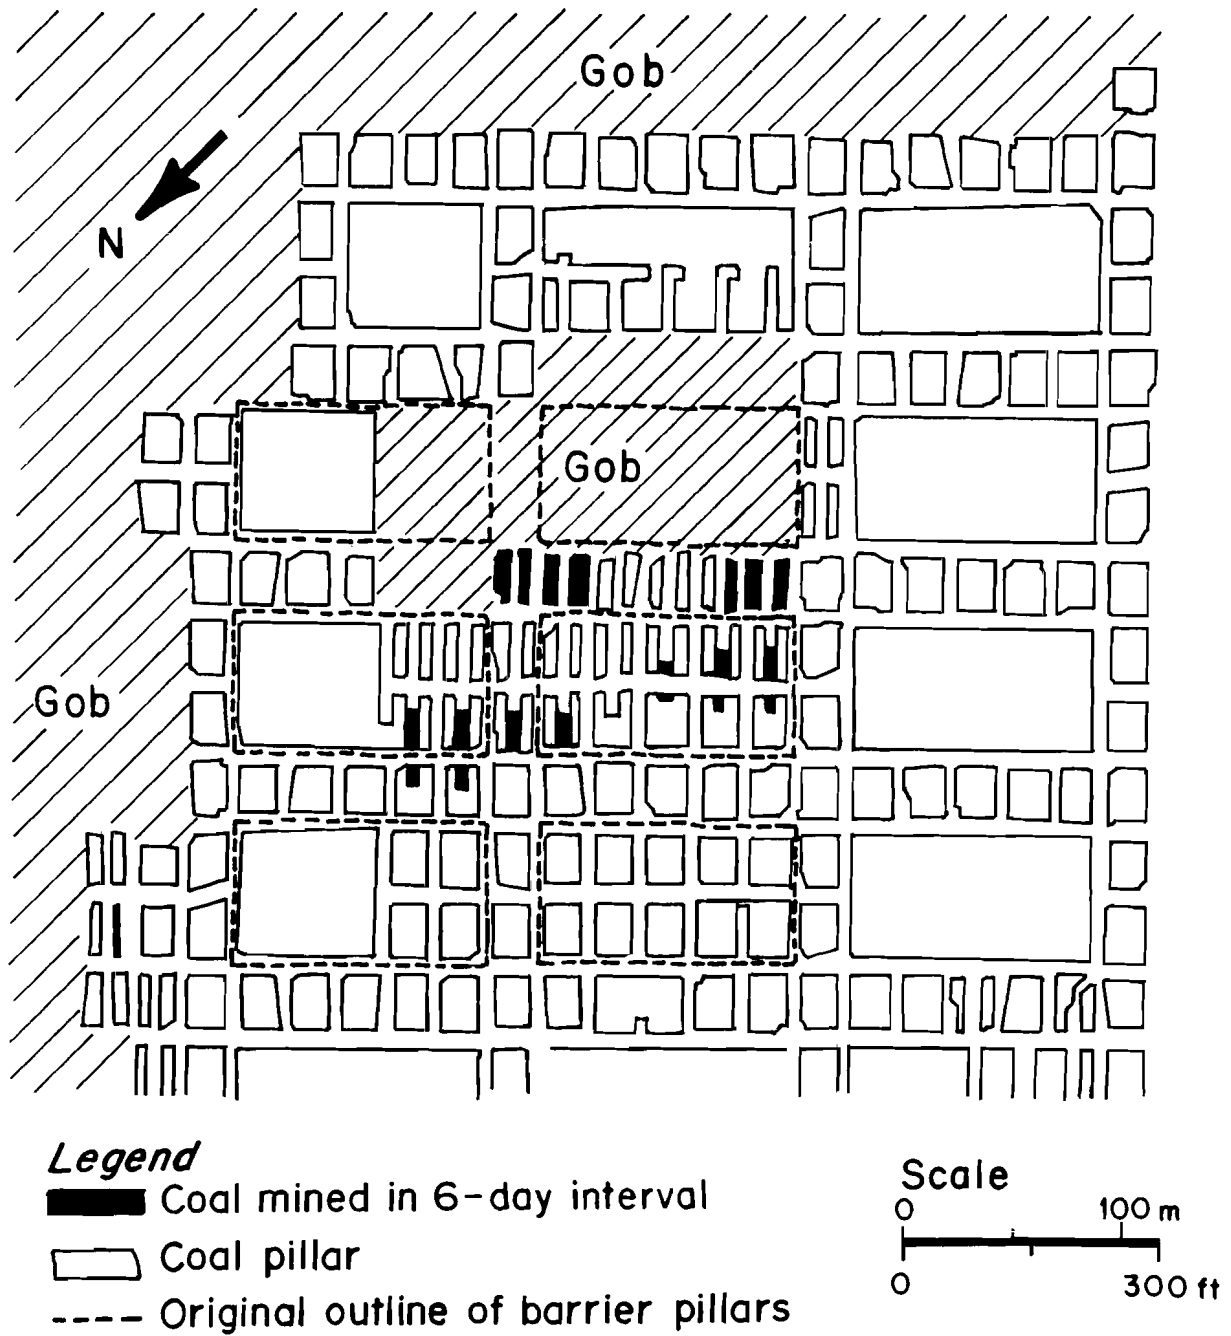 Gob
N
Gob
Gob
Legend
Coal mined in 6-day interval
Coal pillar
Original outline of barrier pillars
Scale
0 100 m
0 300 ft